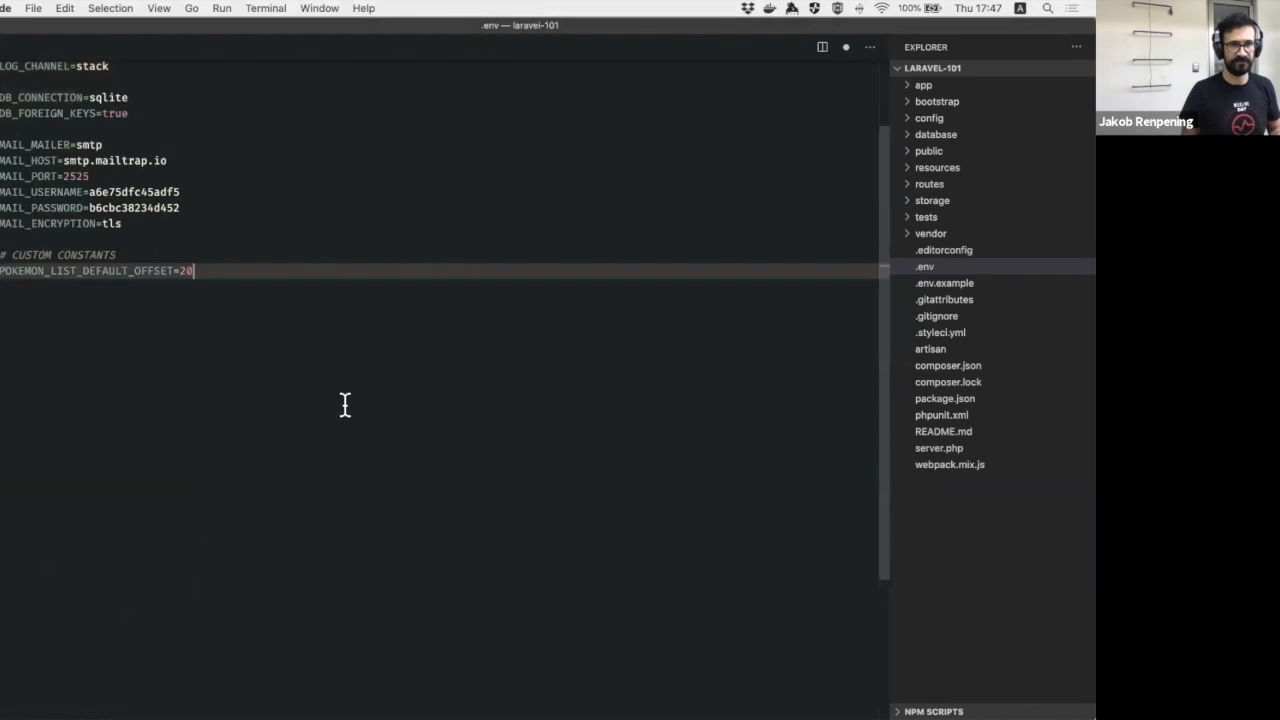 de File Edit Selection View Go Run Terminal Window Help 100% Thu 17:47 A
.env — laravel-101
LOG_CHANNEL=stack
DB_CONNECTION=sqlite
DB_FOREIGN_KEYS=true
MAIL_MAILER=smtp
MAIL_HOST=smtp.mailtrap.io
MAIL_PORT=2525
MAIL_USERNAME=a6e75dfc45adf5
MAIL_PASSWORD=b6cbc38234d452
MAIL_ENCRYPTION=tls
# CUSTOM CONSTANTS
POKEMON_LIST_DEFAULT_OFFSET=20
EXPLORER
LARAVEL-101
app
bootstrap
config
database
public
resources
routes
storage
tests
vendor
.editorconfig
.env
.env.example
.gitattributes
.gitignore
.styleci.yml
artisan
composer.json
composer.lock
package.json
phpunit.xml
README.md
server.php
webpack.mix.js
NPM SCRIPTS
Jakob Renpening